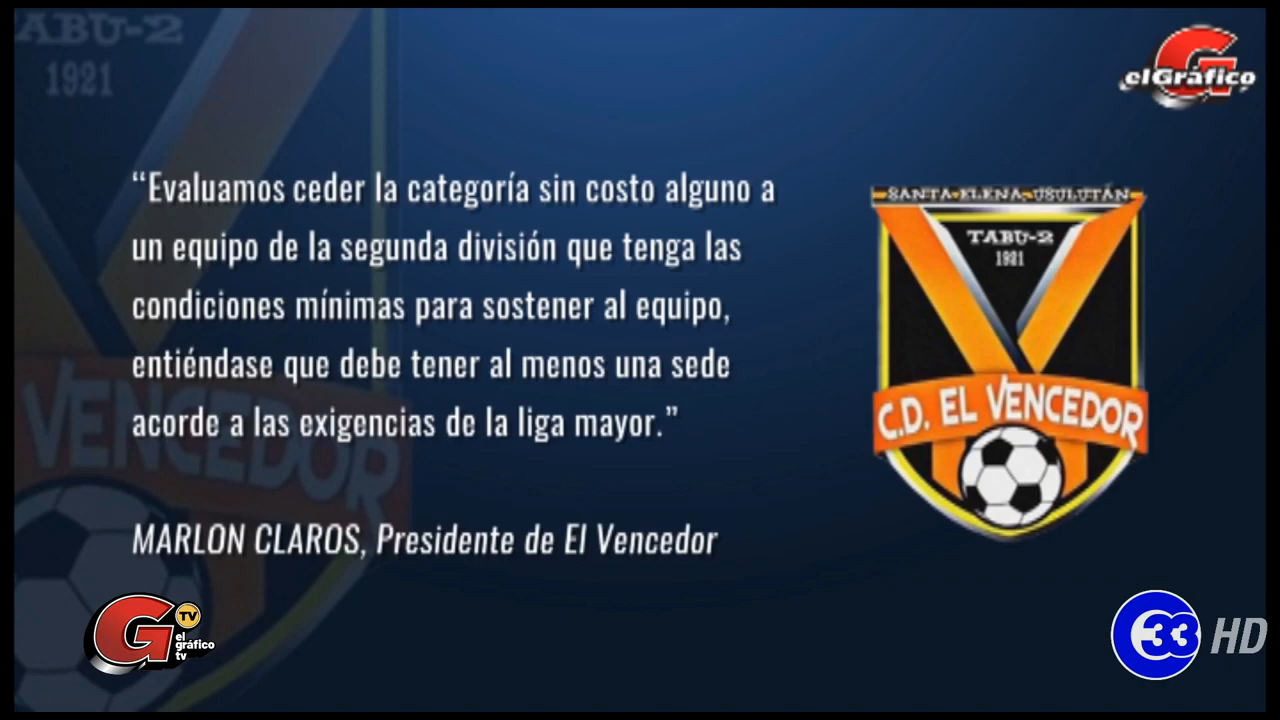 TABU-2
1921
elGráfico
“Evaluamos ceder la categoría sin costo alguno a
un equipo de la segunda división que tenga las
condiciones mínimas para sostener al equipo,
entiéndase que debe tener al menos una sede
acorde a las exigencias de la liga mayor.”
MARLON CLAROS, Presidente de El Vencedor
SANTA ELENA, USULUTÁN
TABU-2
1921
C.D. EL VENCEDOR
VENCEDOR
G TV
el
gráfico
tv
33 HD